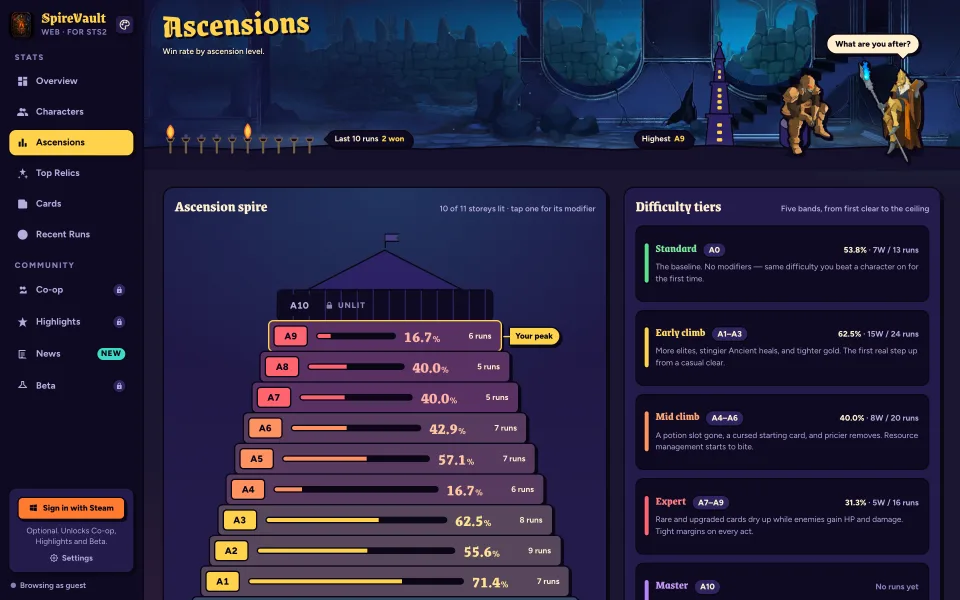 SpireVault
WEB · FOR STS2
STATS
Overview
Characters
Ascensions
Top Relics
Cards
Recent Runs
COMMUNITY
Co-op
Highlights
News NEW
Beta
Sign in with Steam
Optional. Unlocks Co-op,
Highlights and Beta.
Settings
Browsing as guest
Ascensions
Win rate by ascension level.
What are you after?
Last 10 runs 2 won
Highest A9
Ascension spire
10 of 11 storeys lit · tap one for its modifier
A10 UNLIT
A9 16.7% 6 runs
Your peak
A8 40.0% 5 runs
A7 40.0% 5 runs
A6 42.9% 7 runs
A5 57.1% 7 runs
A4 16.7% 6 runs
A3 62.5% 8 runs
A2 55.6% 9 runs
A1 71.4% 7 runs
Difficulty tiers
Five bands, from first clear to the ceiling
Standard A0 53.8% · 7W / 13 runs
The baseline. No modifiers — same difficulty you beat a character on for
the first time.
Early climb A1–A3 62.5% · 15W / 24 runs
More elites, stingier Ancient heals, and tighter gold. The first real step up
from a casual clear.
Mid climb A4–A6 40.0% · 8W / 20 runs
A potion slot gone, a cursed starting card, and pricier removes. Resource
management starts to bite.
Expert A7–A9 31.3% · 5W / 16 runs
Rare and upgraded cards dry up while enemies gain HP and damage.
Tight margins on every act.
Master A10 No runs yet